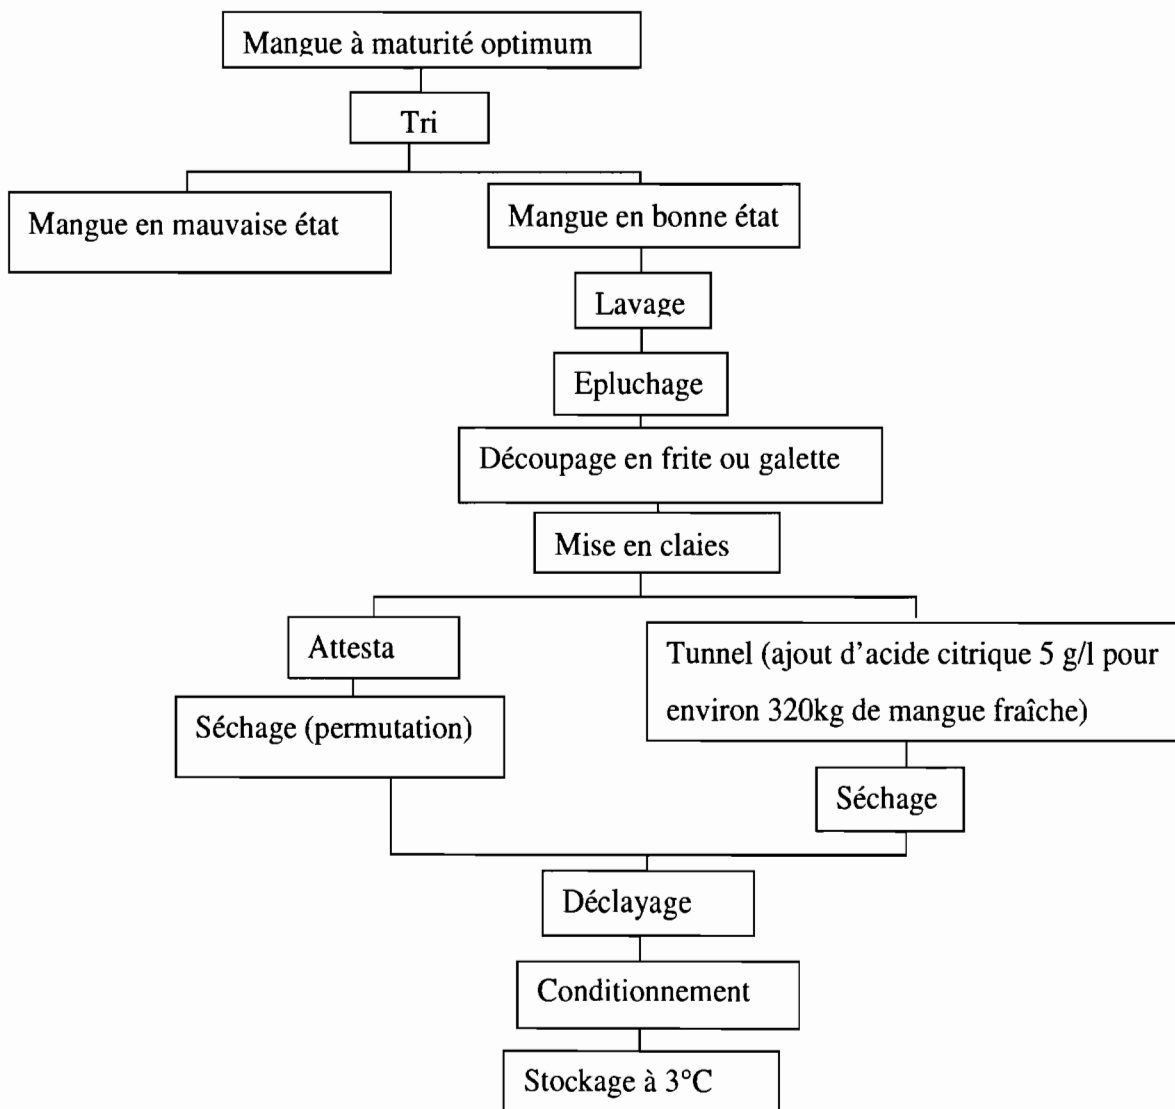 Mangue à maturité optimum
Tri
Mangue en mauvaise état
Mangue en bonne état
Lavage
Epluchage
Découpage en frite ou galette
Mise en claies
Attesta
Tunnel (ajout d'acide citrique 5 g/l pour
environ 320kg de mangue fraîche)
Séchage (permutation)
Séchage
Déclayage
Conditionnement
Stockage à 3°C